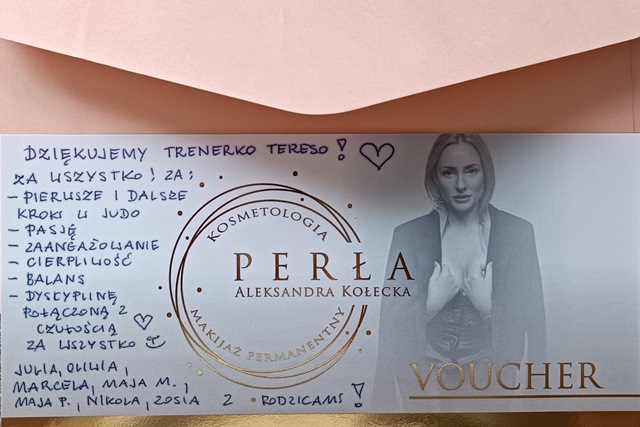 DZIĘKUJEMY TRENERKO TERESO!
ZA WSZYSTKO! ZA:
- PIERWSZE I DALSZE
KROKI W JUDO
- PASJĘ
- ZAANGAŻOWANIE
- CIERPLIWOŚĆ
- BALANS
- DYSCYPLINĘ
POŁĄCZONĄ Z
CZUŁOŚCIĄ
ZA WSZYSTKO
JULIA, OLIWIA,
MARCELA, MAJA M.,
MAJA P., NIKOLA, ZOSIA Z RODZICAMI!
KOSMETOLOGIA
PERŁA
ALEKSANDRA KOŁECKA
MAKIJAŻ PERMANENTNY
VOUCHER